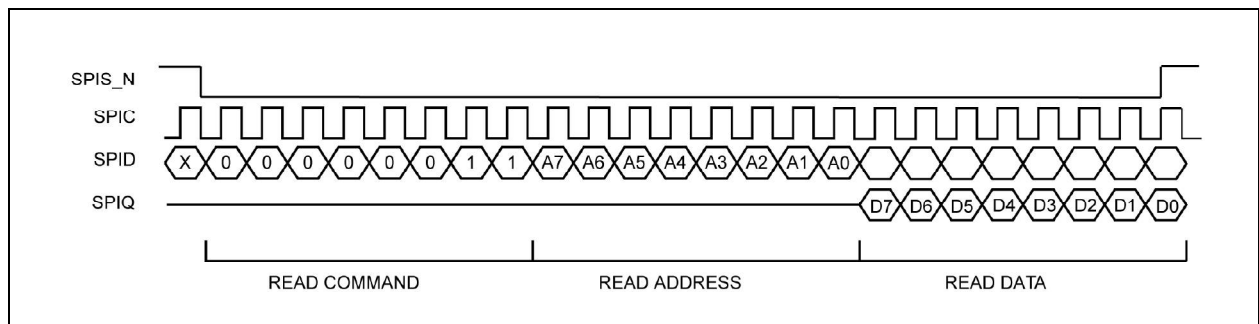 SPIS_N
SPIC
SPID X 0 0 0 0 0 0 1 1 A7 A6 A5 A4 A3 A2 A1 A0
SPIQ D7 D6 D5 D4 D3 D2 D1 D0
READ COMMAND READ ADDRESS READ DATA